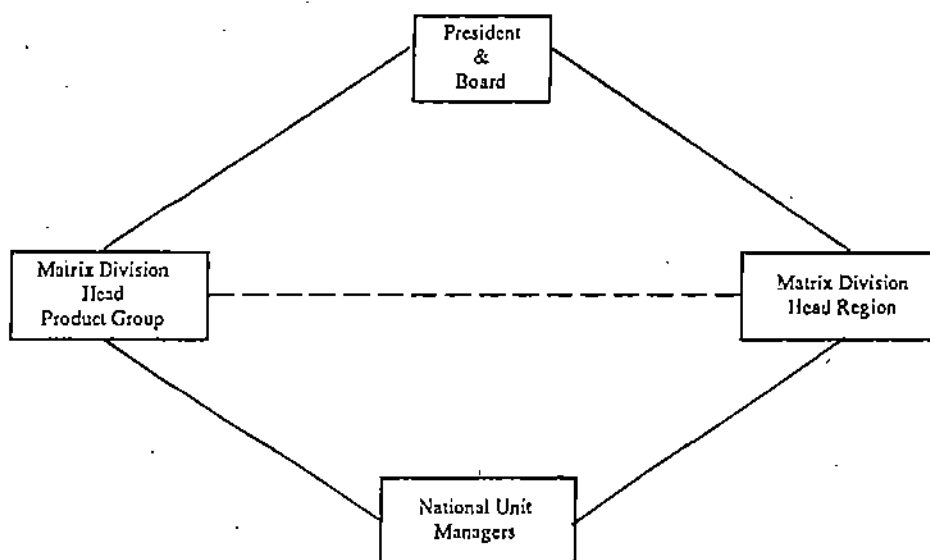 President
&
Board
Matrix Division
Head
Product Group
Matrix Division
Head Region
National Unit
Managers